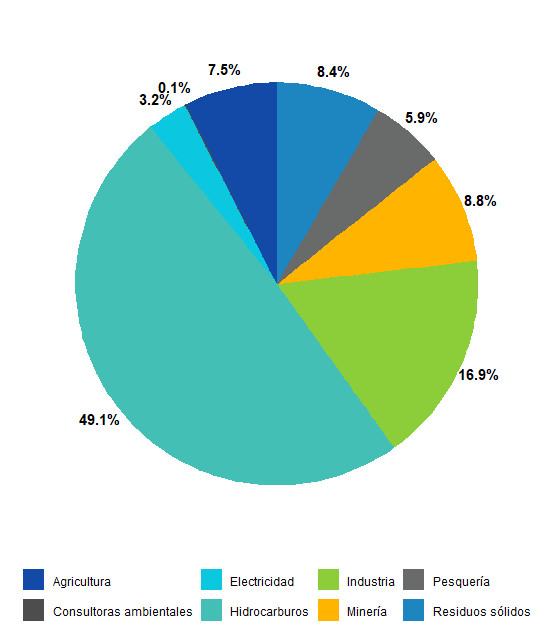 7.5%
8.4%
0.1%
3.2%
5.9%
8.8%
16.9%
49.1%
Agricultura
Electricidad
Industria
Pesquería
Consultoras ambientales
Hidrocarburos
Minería
Residuos sólidos